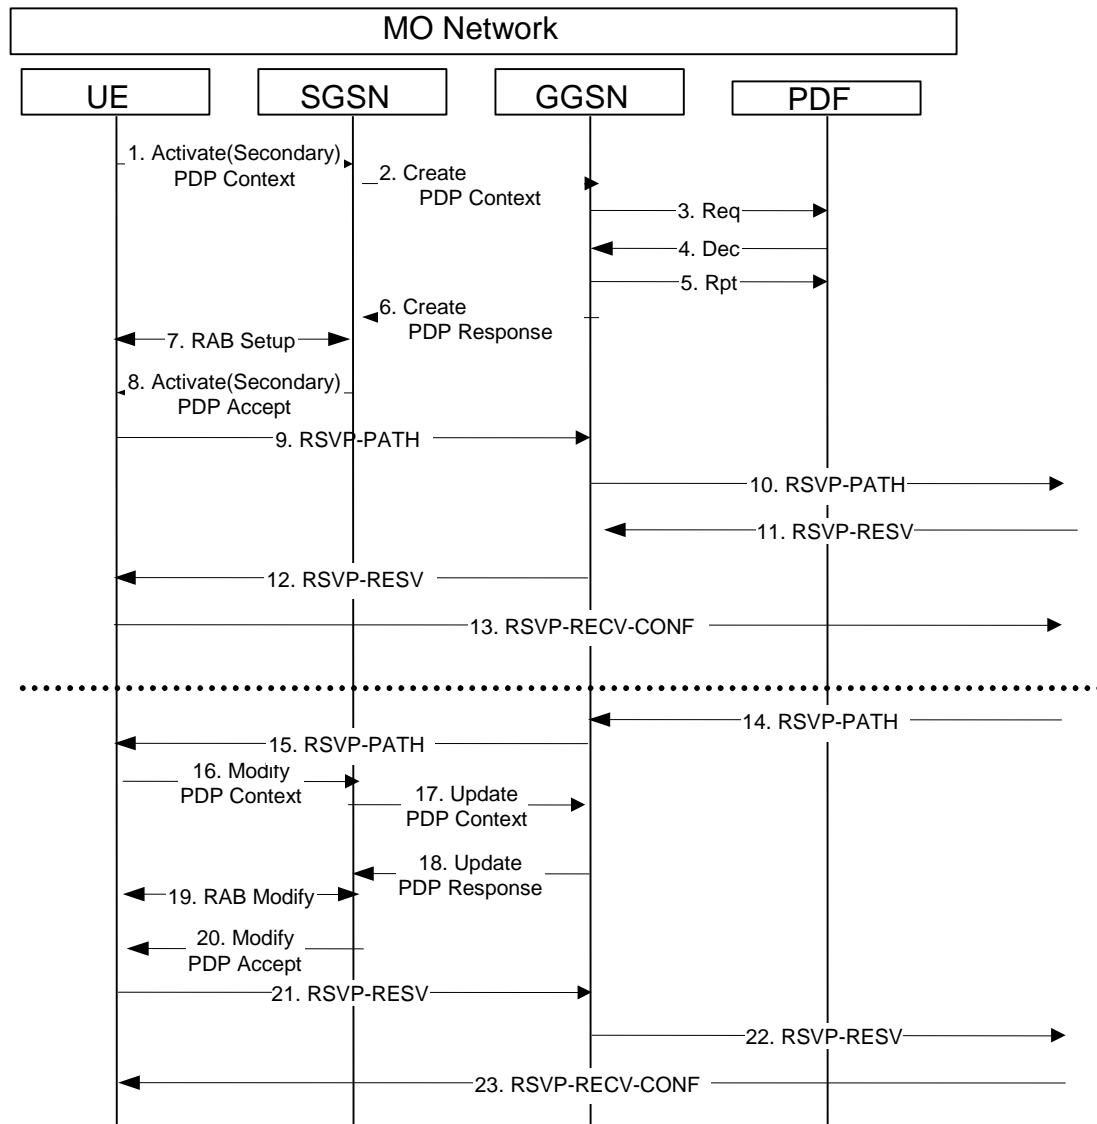 MO Network
UE
SGSN
GGSN
PDF
1. Activate(Secondary)
PDP Context
2. Create
PDP Context
3. Req
4. Dec
5. Rpt
6. Create
PDP Response
7. RAB Setup
8. Activate(Secondary)
PDP Accept
9. RSVP-PATH
10. RSVP-PATH
11. RSVP-RESV
12. RSVP-RESV
13. RSVP-RECV-CONF
14. RSVP-PATH
15. RSVP-PATH
16. Modify
PDP Context
17. Update
PDP Context
18. Update
PDP Response
19. RAB Modify
20. Modify
PDP Accept
21. RSVP-RESV
22. RSVP-RESV
23. RSVP-RECV-CONF